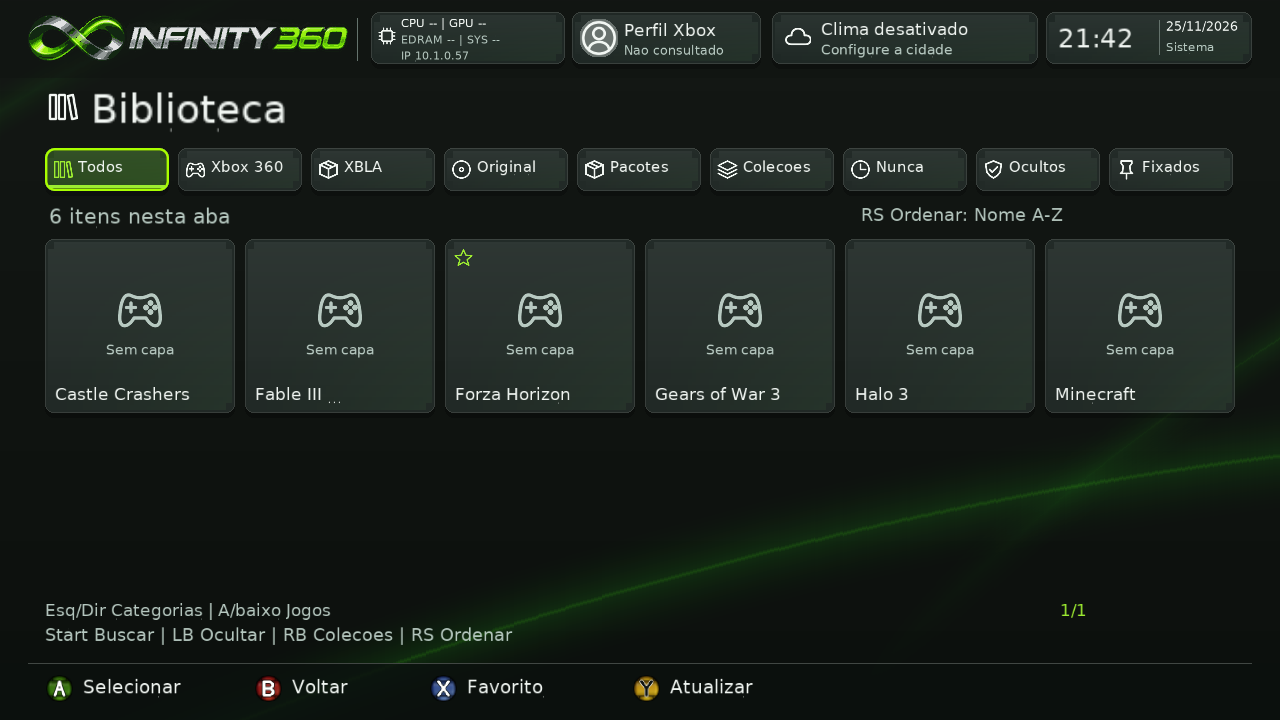 INFINITY 360
CPU -- | GPU --
EDRAM -- | SYS --
IP 10.1.0.57
Perfil Xbox
Nao consultado
Clima desativado
Configure a cidade
21:42
25/11/2026
Sistema
Biblioteca
Todos
Xbox 360
XBLA
Original
Pacotes
Colecoes
Nunca
Ocultos
Fixados
6 itens nesta aba
RS Ordenar: Nome A-Z
Sem capa
Castle Crashers
Sem capa
Fable III ...
Sem capa
Forza Horizon
Sem capa
Gears of War 3
Sem capa
Halo 3
Sem capa
Minecraft
Esq/Dir Categorias | A/baixo Jogos
1/1
Start Buscar | LB Ocultar | RB Colecoes | RS Ordenar
A Selecionar
B Voltar
X Favorito
Y Atualizar